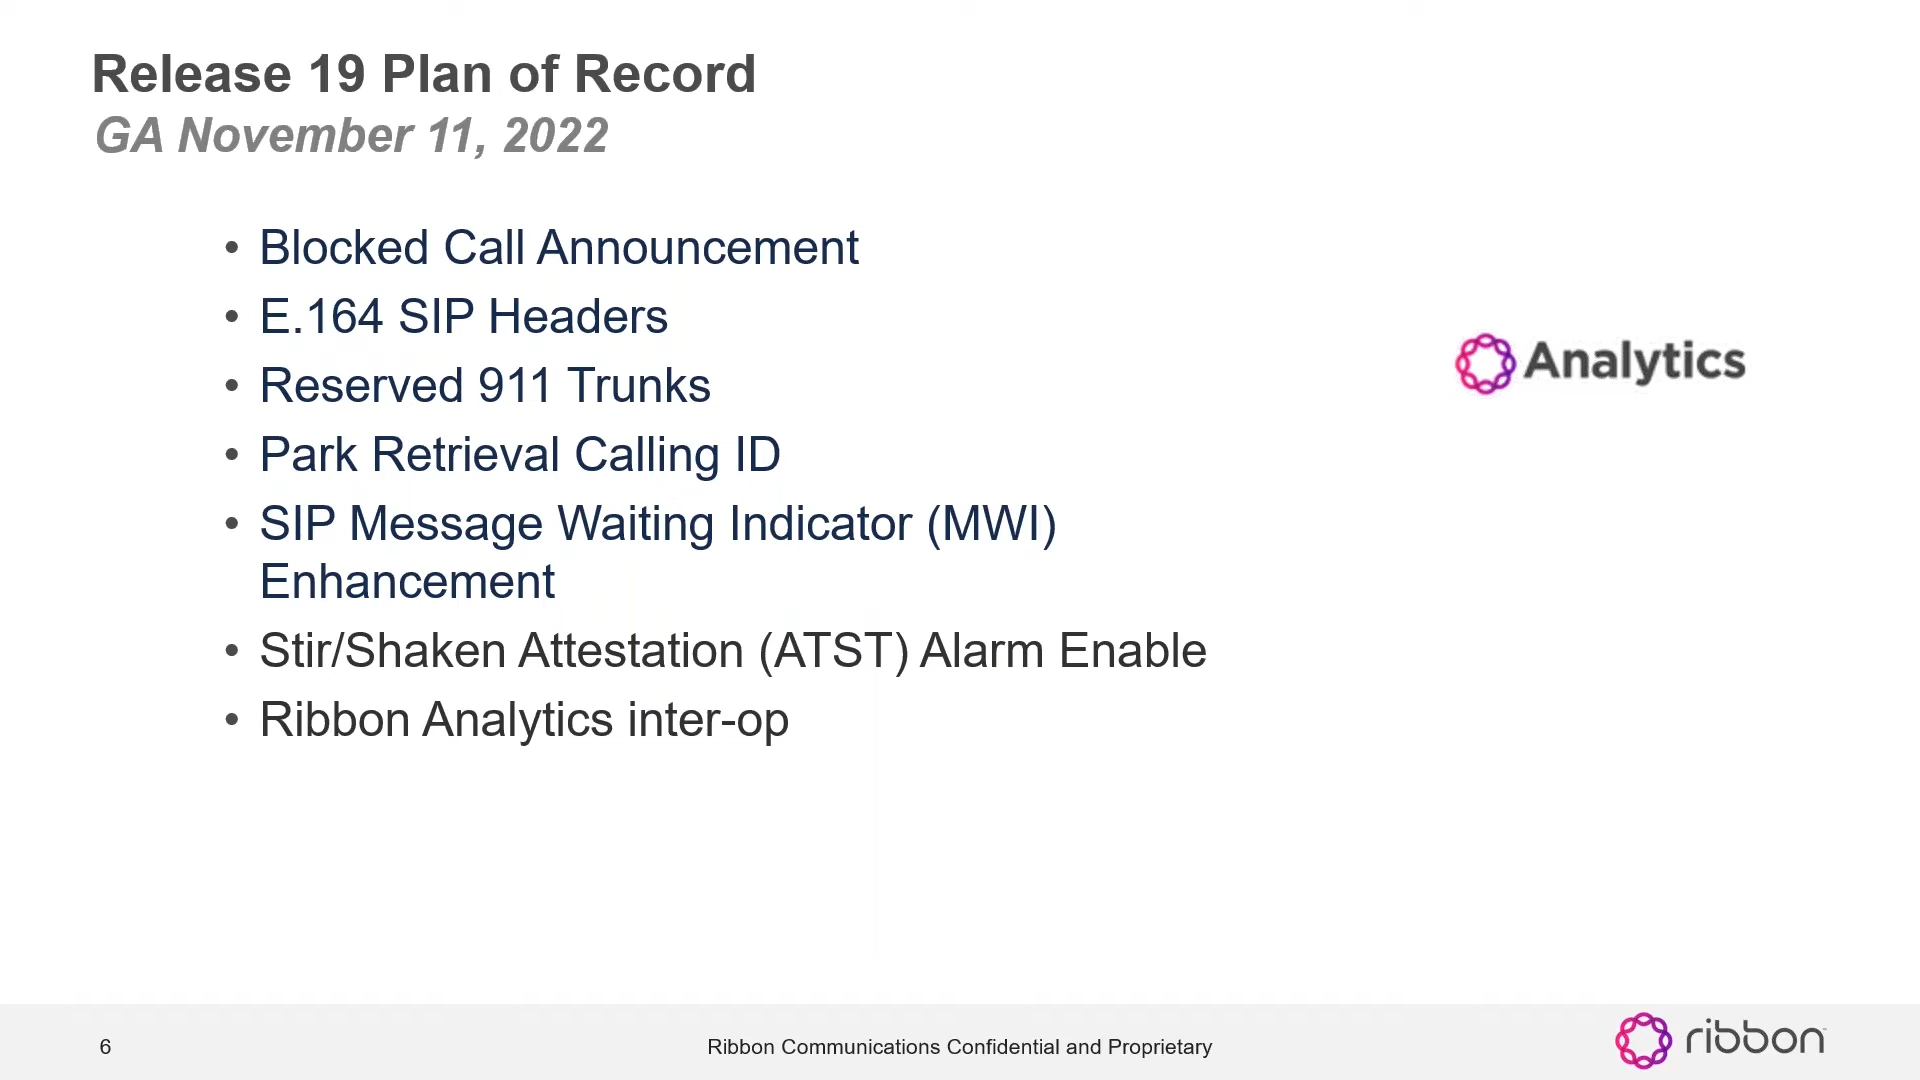 Release 19 Plan of Record
GA November 11, 2022
• Blocked Call Announcement
• E.164 SIP Headers
• Reserved 911 Trunks
• Park Retrieval Calling ID
• SIP Message Waiting Indicator (MWI)
Enhancement
• Stir/Shaken Attestation (ATST) Alarm Enable
• Ribbon Analytics inter-op
Analytics
6
Ribbon Communications Confidential and Proprietary
ribbon